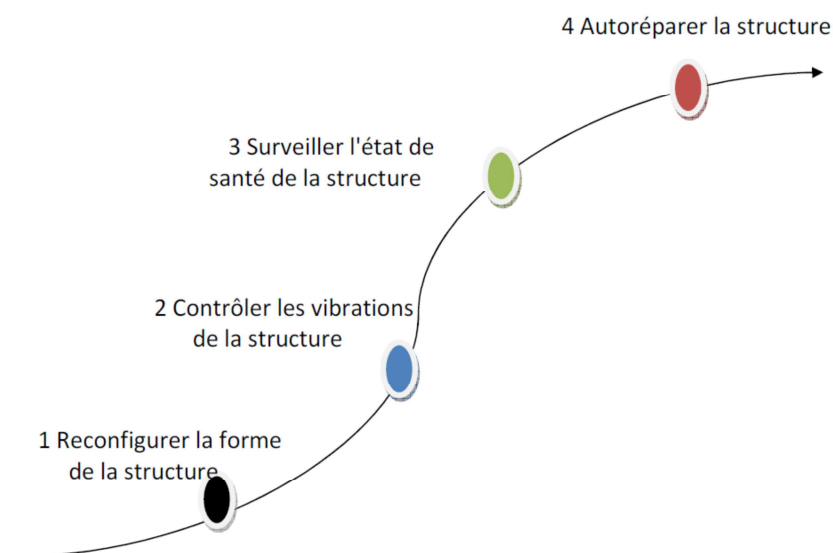 4 Autoréparer la structure
3 Surveiller l'état de
santé de la structure
2 Contrôler les vibrations
de la structure
1 Reconfigurer la forme
de la structure